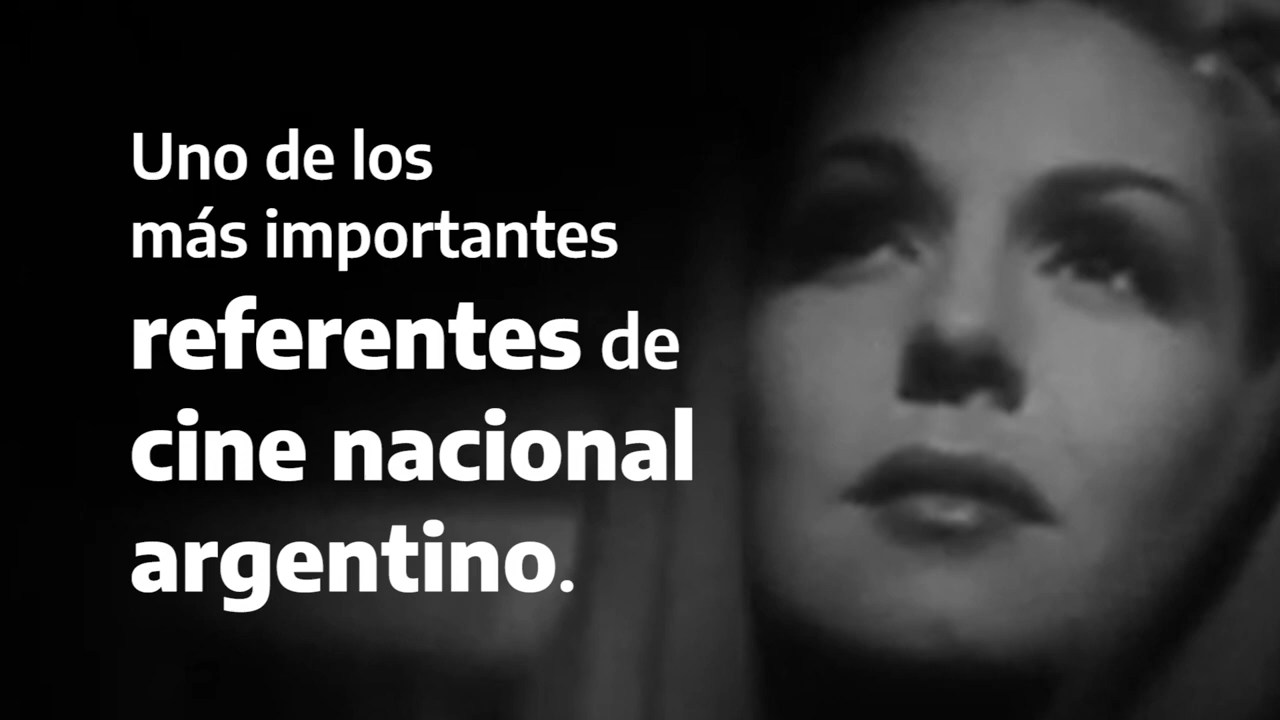 Uno de los
más importantes
referentes de
cine nacional
argentino.